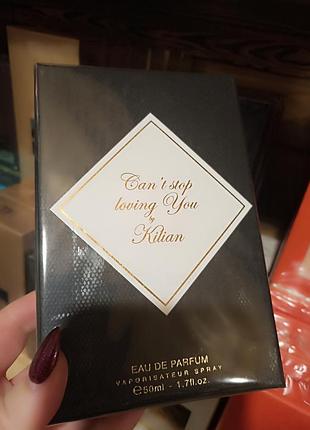 Can't stop
loving You
by
Kilian
EAU DE PARFUM
VAPORISATEUR SPRAY
℮50ml - 1.7fl.oz.